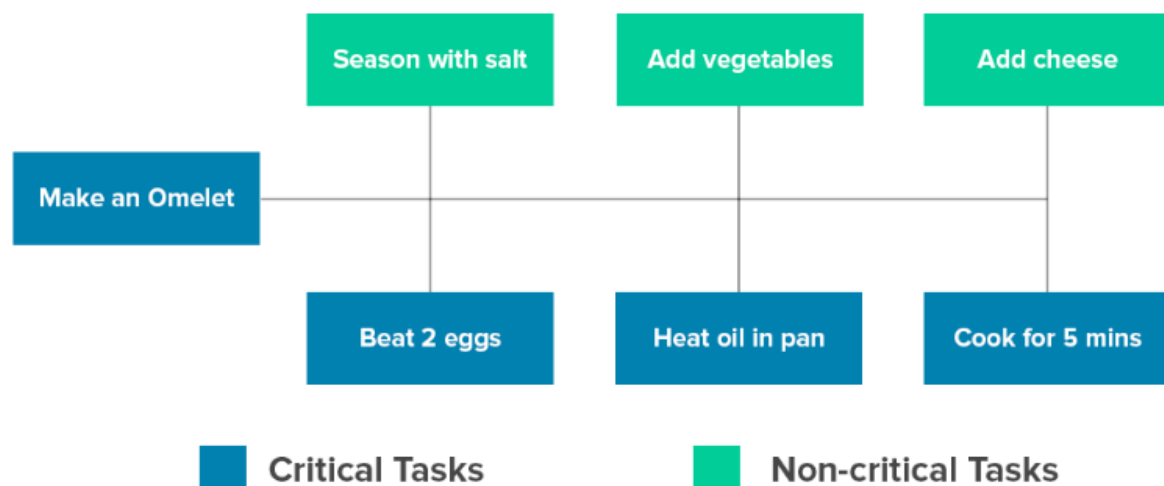 Season with salt
Add vegetables
Add cheese
Make an Omelet
Beat 2 eggs
Heat oil in pan
Cook for 5 mins
Critical Tasks
Non-critical Tasks